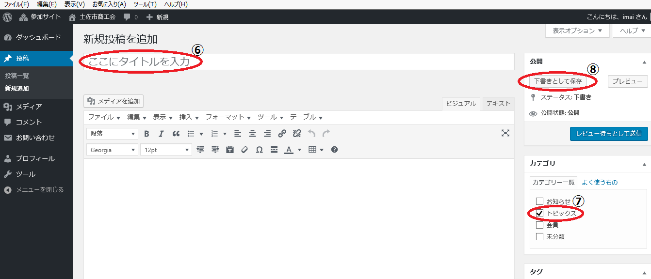 ファイル(F) 編集(E) 表示(V) お気に入り(A) ツール(T) ヘルプ(H)
参加サイト 土佐市商工会 0 新規 こんにちは、imai さん
ダッシュボード
投稿
投稿一覧
新規追加
メディア
コメント
お問い合わせ
プロフィール
ツール
メニューを閉じる
表示オプション ▼ ヘルプ ▼
新規投稿を追加
⑥
ここにタイトルを入力
メディアを追加
ビジュアル テキスト
ファイル 編集 表示 挿入 フォーマット ツール テーブル
段落 B I
Georgia 12pt
公開
⑧
下書きとして保存 プレビュー
ステータス: 下書き
公開状態: 公開
レビュー待ちとして送信
カテゴリー
カテゴリー一覧 よく使うもの
お知らせ ⑦
トピックス
会員
未分類
タグ